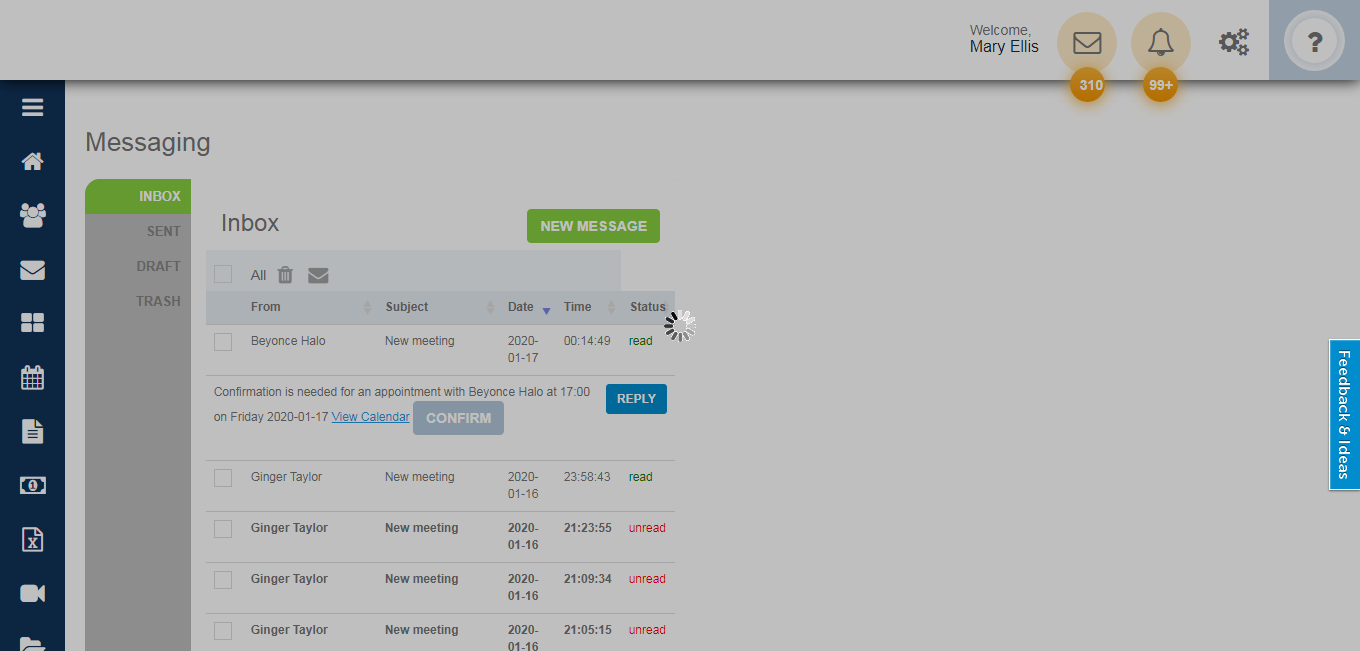 Welcome,
Mary Ellis
310
99+
?
Messaging
INBOX
SENT
DRAFT
TRASH
Inbox
NEW MESSAGE
All
From Subject Date Time Status
Beyonce Halo New meeting 2020-01-17 00:14:49 read
Confirmation is needed for an appointment with Beyonce Halo at 17:00
on Friday 2020-01-17 View Calendar CONFIRM
REPLY
Ginger Taylor New meeting 2020-01-16 23:58:43 read
Ginger Taylor New meeting 2020-01-16 21:23:55 unread
Ginger Taylor New meeting 2020-01-16 21:09:34 unread
Ginger Taylor New meeting 2020-01-16 21:05:15 unread
Feedback & Ideas